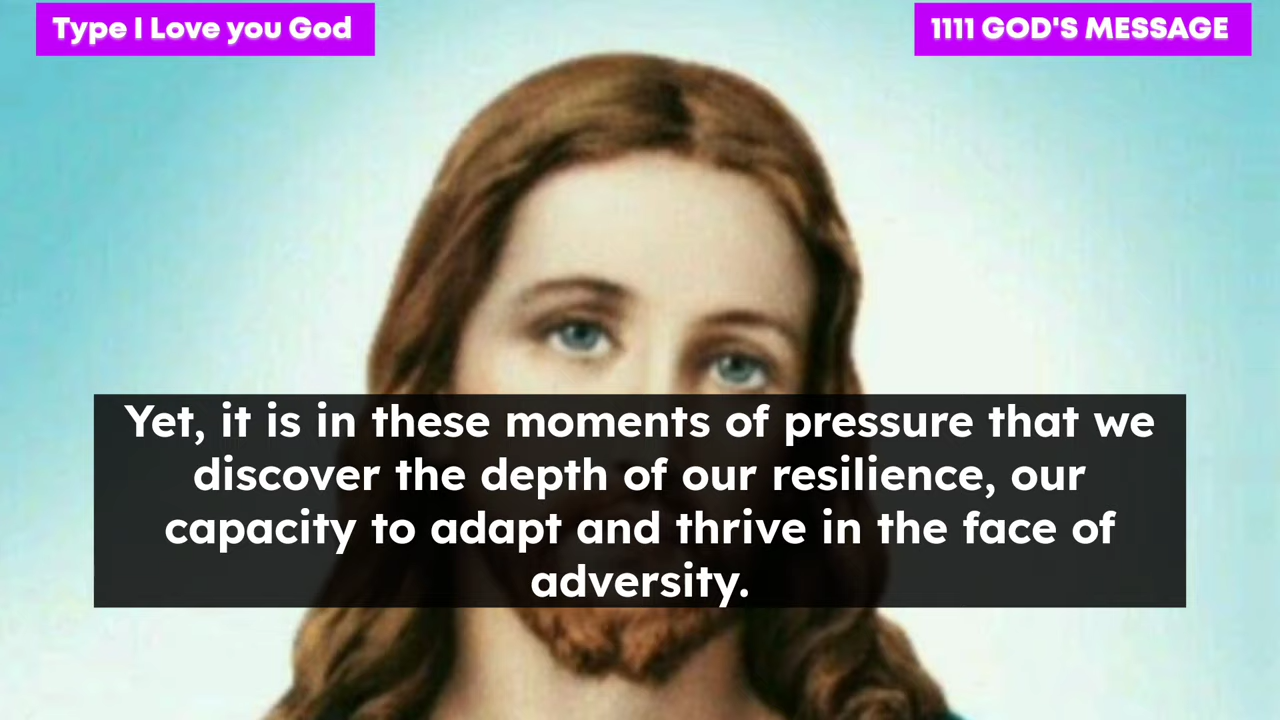 Type I Love you God
1111 GOD'S MESSAGE
Yet, it is in these moments of pressure that we
discover the depth of our resilience, our
capacity to adapt and thrive in the face of
adversity.